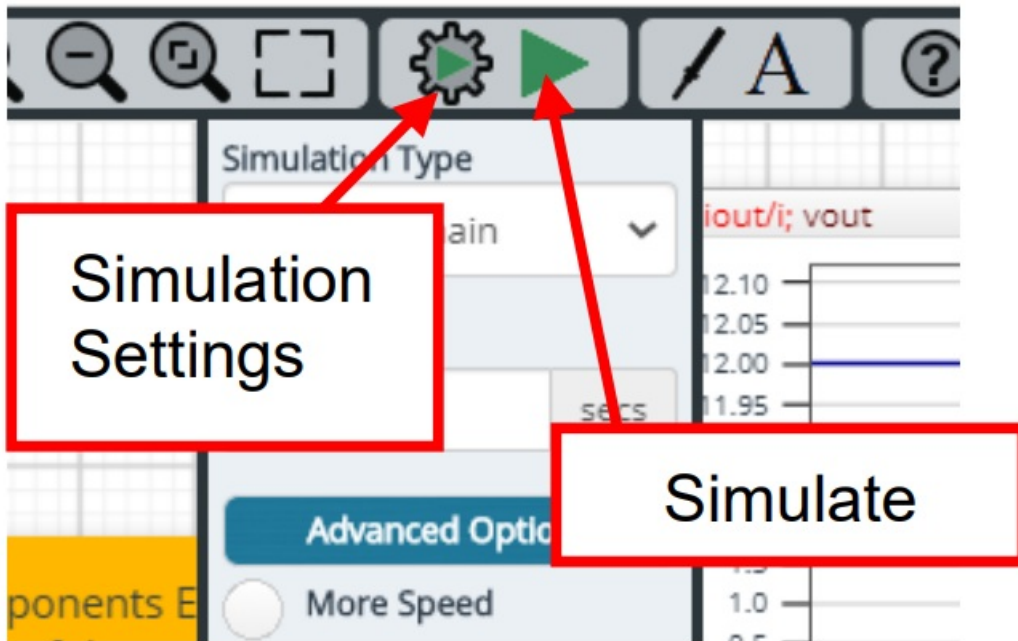 A
?
Simulation Type
ain
iout/i; vout
Simulation
Settings
12.10
12.05
12.00
11.95
secs
Simulate
Advanced Optio
More Speed
ponents E
1.0